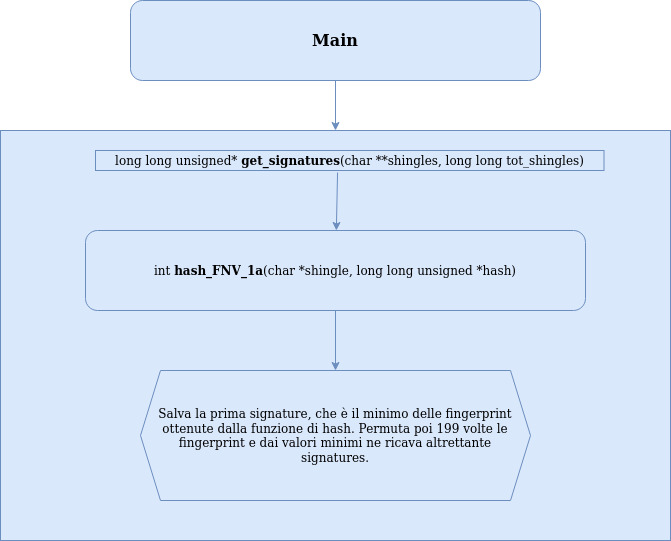 Main
long long unsigned* get_signatures(char **shingles, long long tot_shingles)
int hash_FNV_1a(char *shingle, long long unsigned *hash)
Salva la prima signature, che è il minimo delle fingerprint
ottenute dalla funzione di hash. Permuta poi 199 volte le
fingerprint e dai valori minimi ne ricava altrettante
signatures.